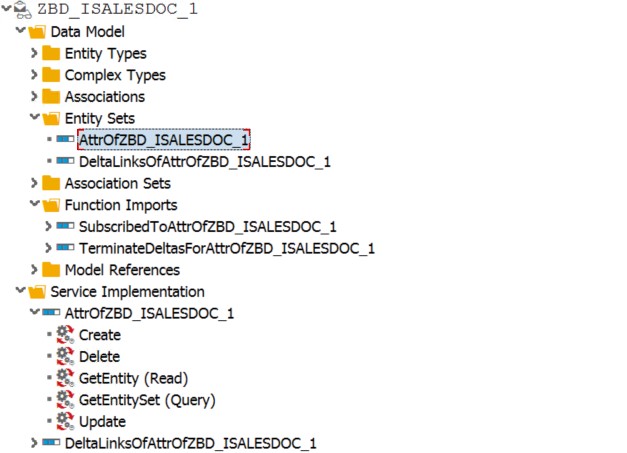 ZBD_ISALESDOC_1
Data Model
Entity Types
Complex Types
Associations
Entity Sets
AttrOfZBD_ISALESDOC_1
DeltaLinksOfAttrOfZBD_ISALESDOC_1
Association Sets
Function Imports
SubscribedToAttrOfZBD_ISALESDOC_1
TerminateDeltasForAttrOfZBD_ISALESDOC_1
Model References
Service Implementation
AttrOfZBD_ISALESDOC_1
Create
Delete
GetEntity (Read)
GetEntitySet (Query)
Update
DeltaLinksOfAttrOfZBD_ISALESDOC_1